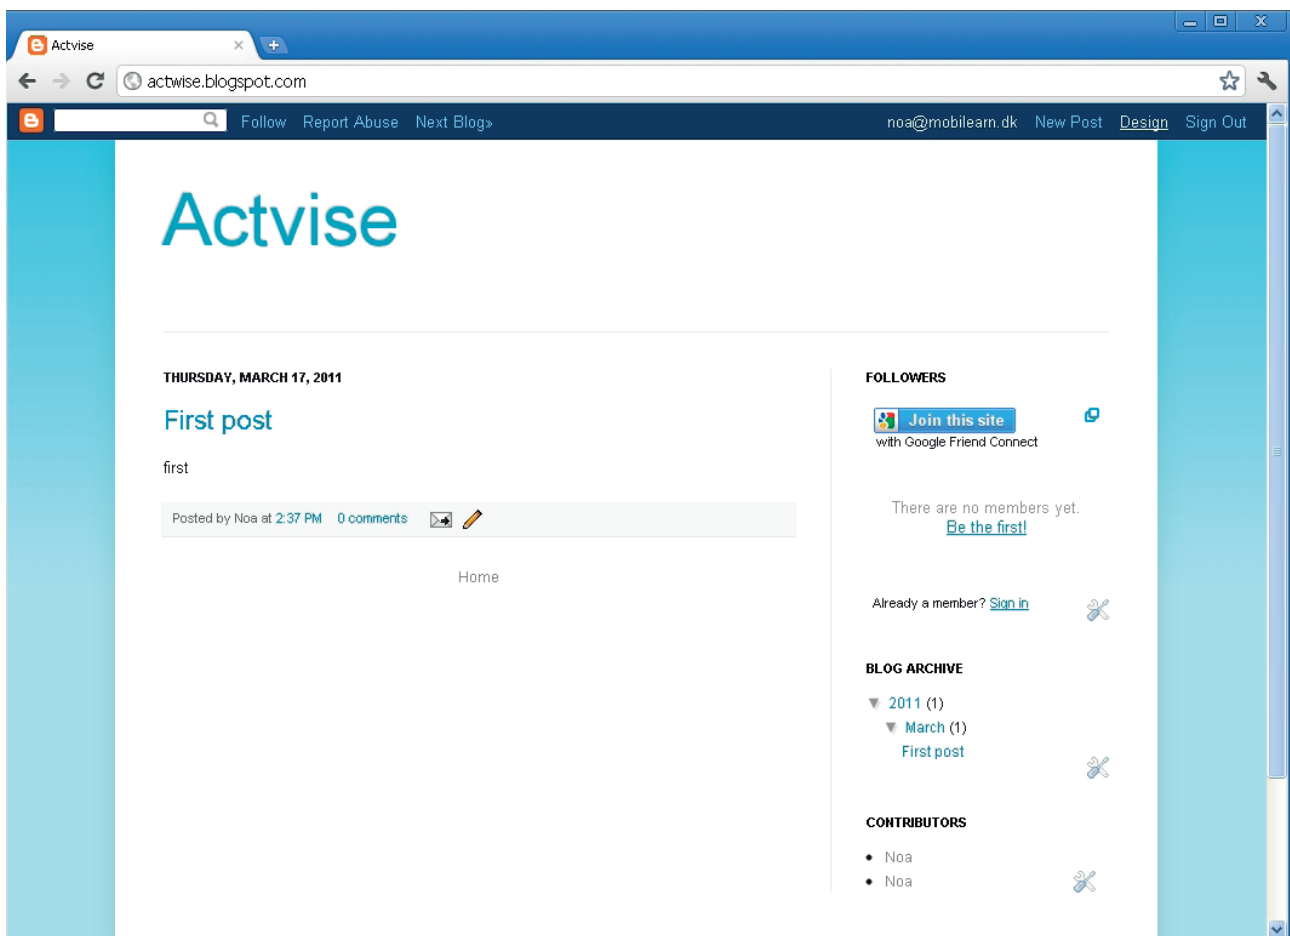 Actvise
actwise.blogspot.com
Follow Report Abuse Next Blog»
noa@mobilearn.dk New Post Design Sign Out
Actvise
THURSDAY, MARCH 17, 2011
First post
first
Posted by Noa at 2:37 PM 0 comments
Home
FOLLOWERS
Join this site
with Google Friend Connect
There are no members yet.
Be the first!
Already a member? Sign in
BLOG ARCHIVE
▼ 2011 (1)
▼ March (1)
First post
CONTRIBUTORS
• Noa
• Noa